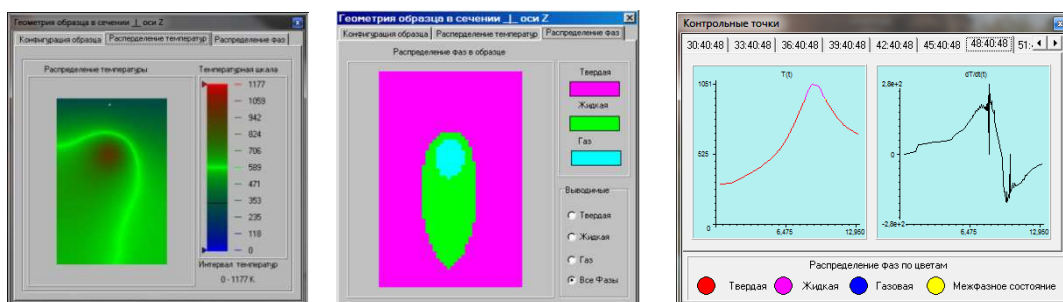 Геометрия образца в сечении _|_ оси Z
Конфигурация образца Распределение температур Распределение фаз
Распределение температуры
Температурная шкала
1177
1059
942
824
706
589
471
353
235
118
0
Интервал температур
0 - 1177 К
Геометрия образца в сечении _|_ оси Z
Конфигурация образца Распределение температур Распределение фаз
Распределение фаз в образце
Твердая
Жидкая
Газ
Выводимые
Твердая
Жидкая
Газ
Все Фазы
Контрольные точки
30:40:48 33:40:48 36:40:48 39:40:48 42:40:48 45:40:48 48:40:48 51:
T(t)
1051
525
0
6,475 12,950
dT/dt(t)
2.8e+2
0
-2.8e+2
6,475 12,950
Распределение фаз по цветам
Твердая Жидкая Газовая Межфазное состояние